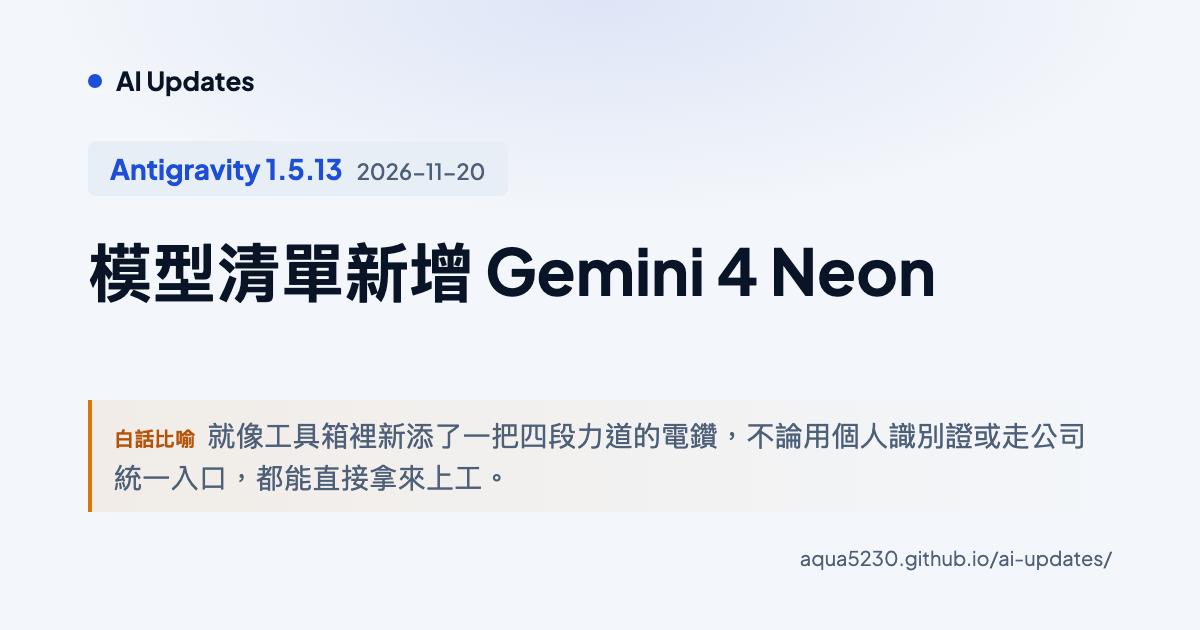 AI Updates
Antigravity 1.5.13 2026-11-20
模型清單新增 Gemini 4 Neon
白話比喻 就像工具箱裡新添了一把四段力道的電鑽，不論用個人識別證或走公司
統一入口，都能直接拿來上工。
aqua5230.github.io/ai-updates/